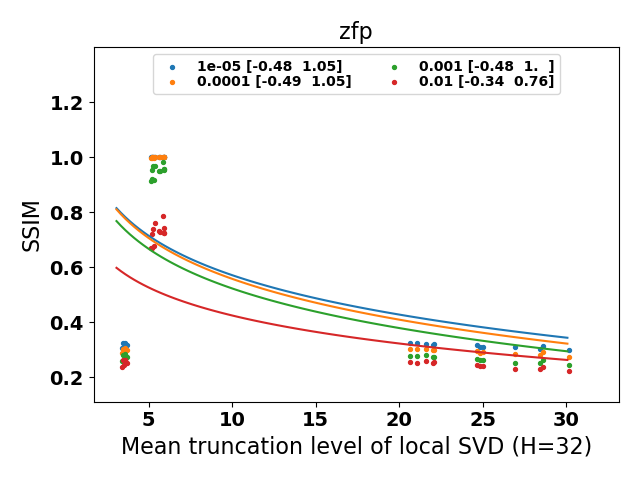 zfp
1e-05 [-0.48  1.05]
0.0001 [-0.49  1.05]
0.001 [-0.48  1.  ]
0.01 [-0.34  0.76]
SSIM
1.2
1.0
0.8
0.6
0.4
0.2
5 10 15 20 25 30
Mean truncation level of local SVD (H=32)